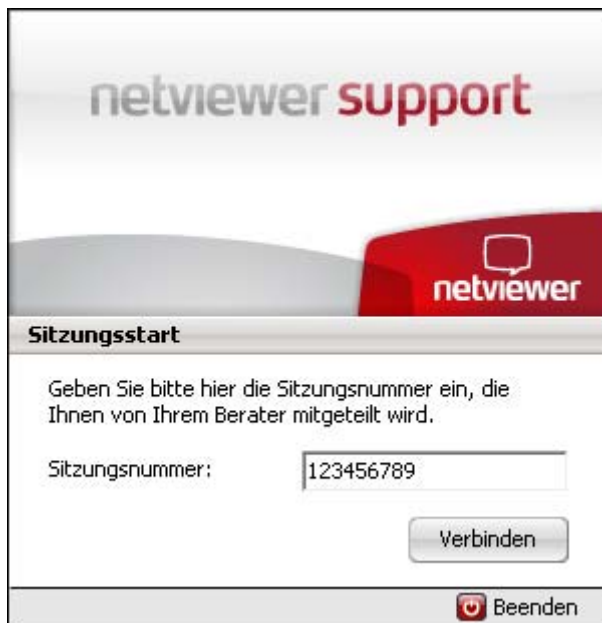 netviewer support
netviewer
Sitzungsstart
Geben Sie bitte hier die Sitzungsnummer ein, die
Ihnen von Ihrem Berater mitgeteilt wird.
Sitzungsnummer: 123456789
Verbinden
Beenden